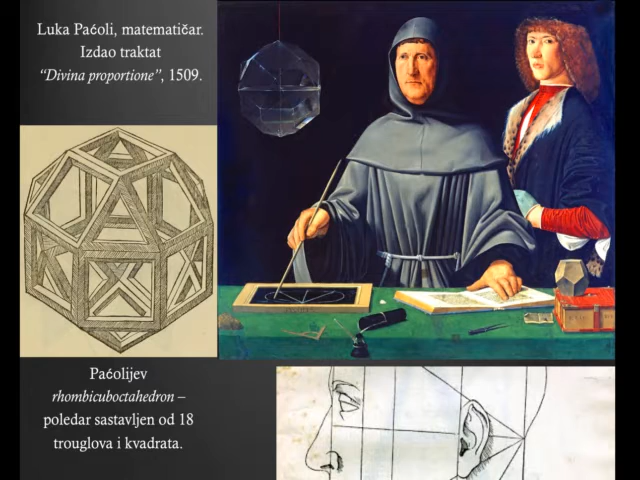 Luka Paćoli, matematičar.
Izdao traktat
“Divina proportione”, 1509.
Paćolijev
rhombicuboctahedron –
poledar sastavljen od 18
trouglova i kvadrata.